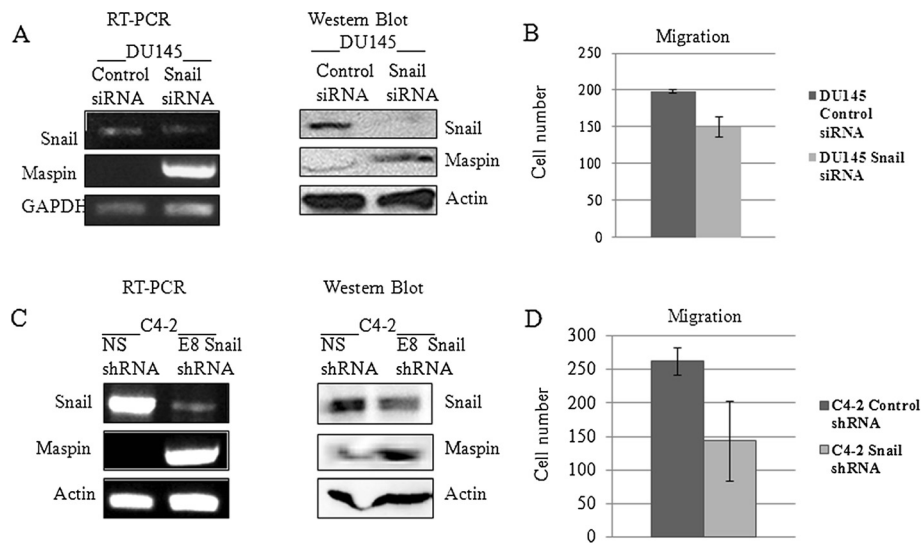 A
RT-PCR
DU145
Control siRNA
Snail siRNA
Snail
Maspin
GAPDH
Western Blot
DU145
Control siRNA
Snail siRNA
Snail
Maspin
Actin
B
Migration
Cell number
250
200
150
100
50
0
DU145 Control siRNA
DU145 Snail siRNA
C
RT-PCR
C4-2
NS shRNA
E8 Snail shRNA
Snail
Maspin
Actin
Western Blot
C4-2
NS shRNA
E8 Snail shRNA
Snail
Maspin
Actin
D
Migration
Cell number
300
250
200
150
100
50
0
C4-2 Control shRNA
C4-2 Snail shRNA